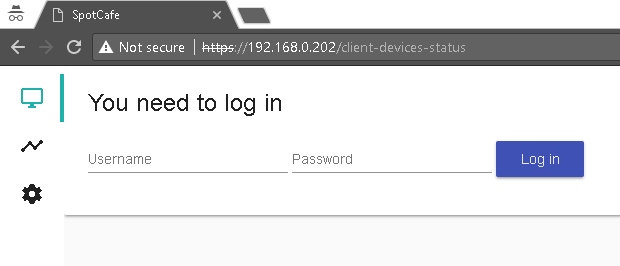 SpotCafe
Not secure https://192.168.0.202/client-devices-status
You need to log in
Username Password Log in